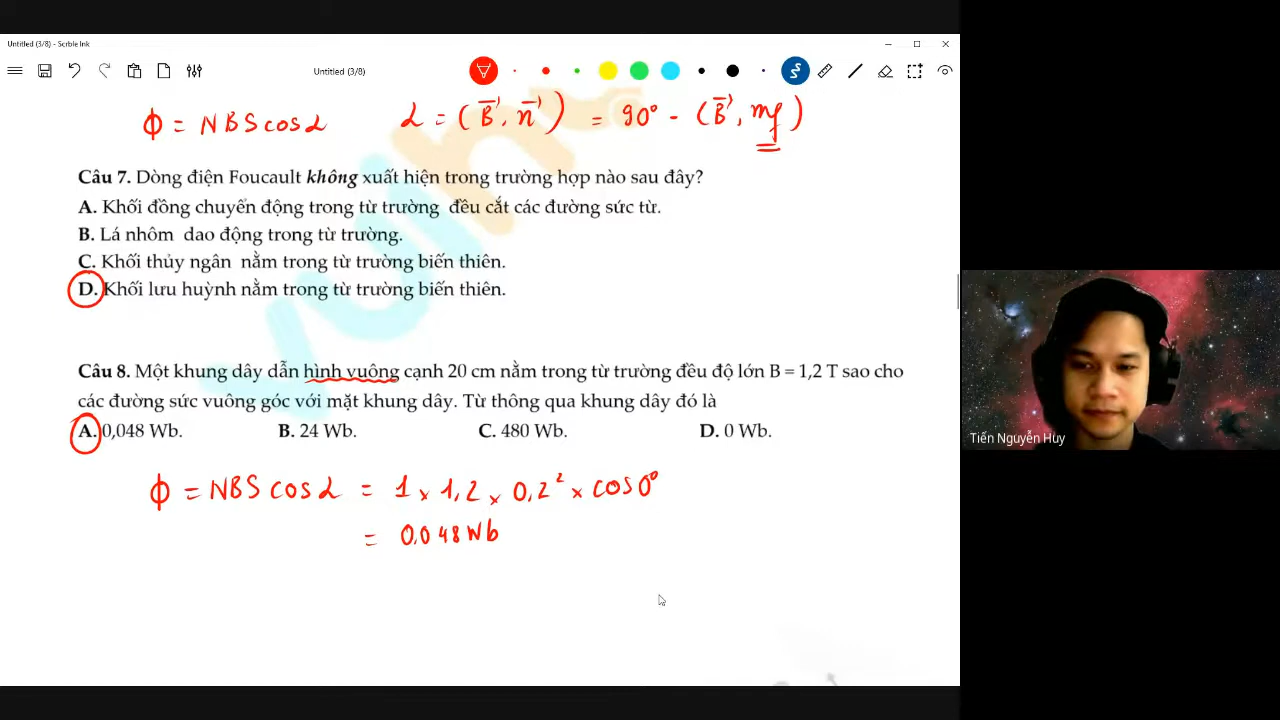 Untitled (3/8) - Scrble Ink
Untitled (3/8)
ϕ = NBS cos α α = (B⃗, n⃗) = 90° - (B⃗, mp)
Câu 7. Dòng điện Foucault không xuất hiện trong trường hợp nào sau đây?
A. Khối đồng chuyển động trong từ trường đều cắt các đường sức từ.
B. Lá nhôm dao động trong từ trường.
C. Khối thủy ngân nằm trong từ trường biến thiên.
D. Khối lưu huỳnh nằm trong từ trường biến thiên.
Câu 8. Một khung dây dẫn hình vuông cạnh 20 cm nằm trong từ trường đều độ lớn B = 1,2 T sao cho
các đường sức vuông góc với mặt khung dây. Từ thông qua khung dây đó là
A. 0,048 Wb. B. 24 Wb. C. 480 Wb. D. 0 Wb.
ϕ = NBS cos α = 1 × 1,2 × 0,2² × cos 0°
= 0,048 Wb
Tiến Nguyễn Huy